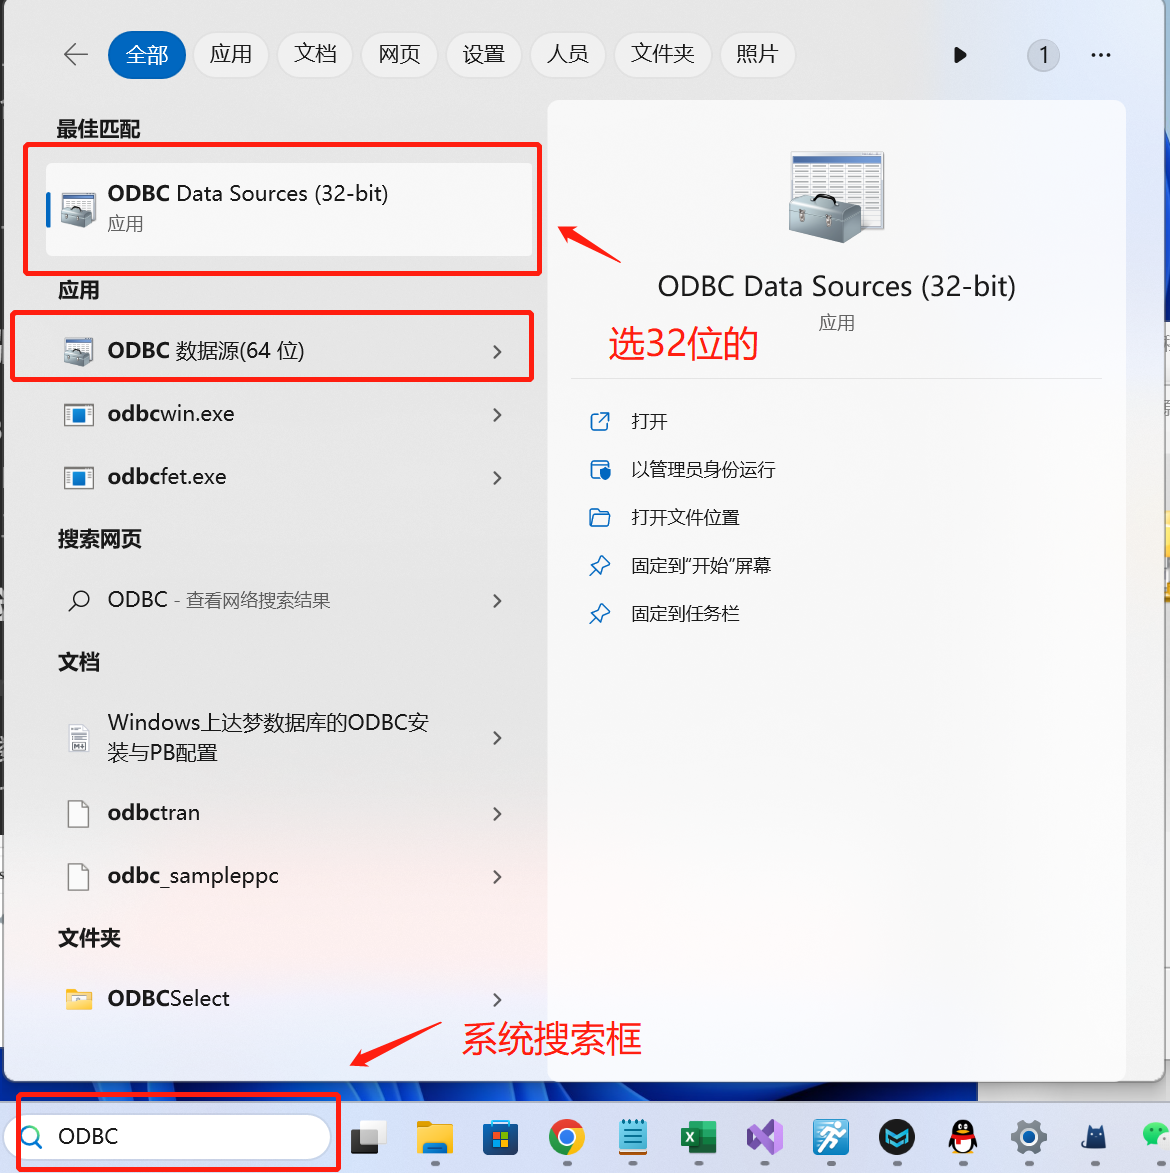 全部 应用 文档 网页 设置 人员 文件夹 照片 1
最佳匹配
ODBC Data Sources (32-bit)
应用
应用
ODBC 数据源(64 位)
odbcwin.exe
odbcfet.exe
搜索网页
ODBC - 查看网络搜索结果
文档
Windows上达梦数据库的ODBC安
装与PB配置
odbctran
odbc_sampleppc
文件夹
ODBCSelect
ODBC Data Sources (32-bit)
应用
选32位的
打开
以管理员身份运行
打开文件位置
固定到“开始”屏幕
固定到任务栏
系统搜索框
ODBC